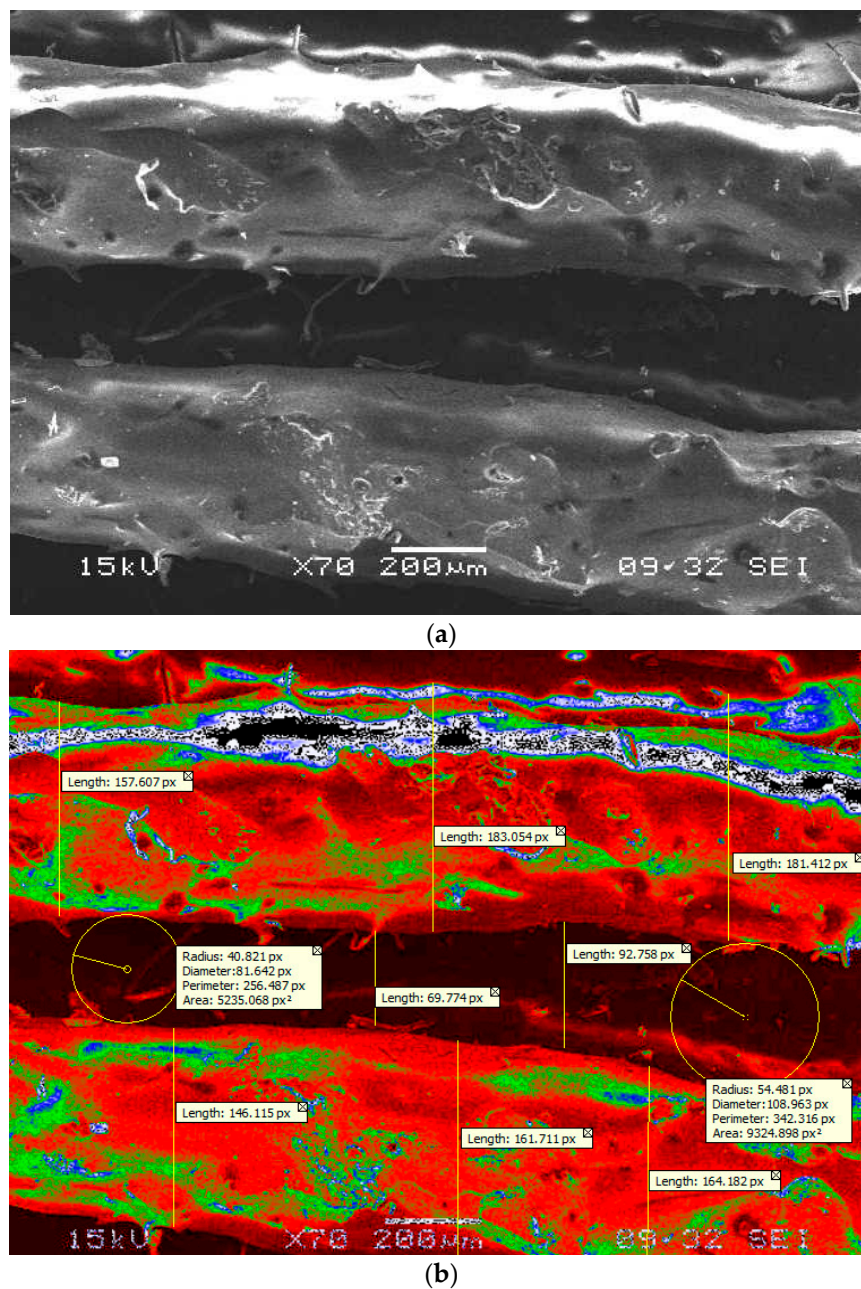 15kV X70 200µm 09✓32 SEI
(a)
Length: 157.607 px
Length: 183.054 px
Length: 181.412 px
Radius: 40.821 px
Diameter:81.642 px
Perimeter: 256.487 px
Area: 5235.068 px²
Length: 92.758 px
Length: 69.774 px
Radius: 54.481 px
Diameter:108.963 px
Perimeter: 342.316 px
Area: 9324.898 px²
Length: 146.115 px
Length: 161.711 px
Length: 164.182 px
15kV X70 200µm 09 32 SEI
(b)